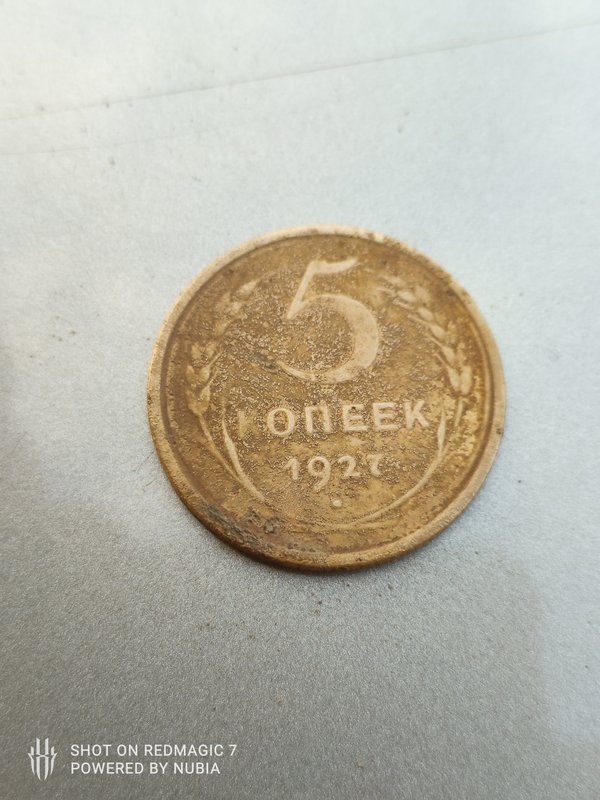 5
КОПЕЕК
1927
SHOT ON REDMAGIC 7
POWERED BY NUBIA